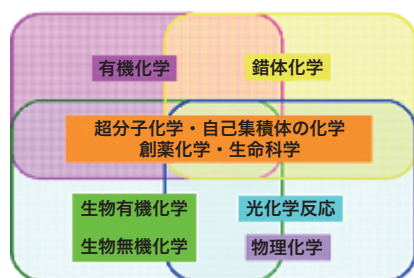 有機化学
錯体化学
超分子化学・自己集積体の化学
創薬化学・生命科学
生物有機化学
光化学反応
生物無機化学
物理化学